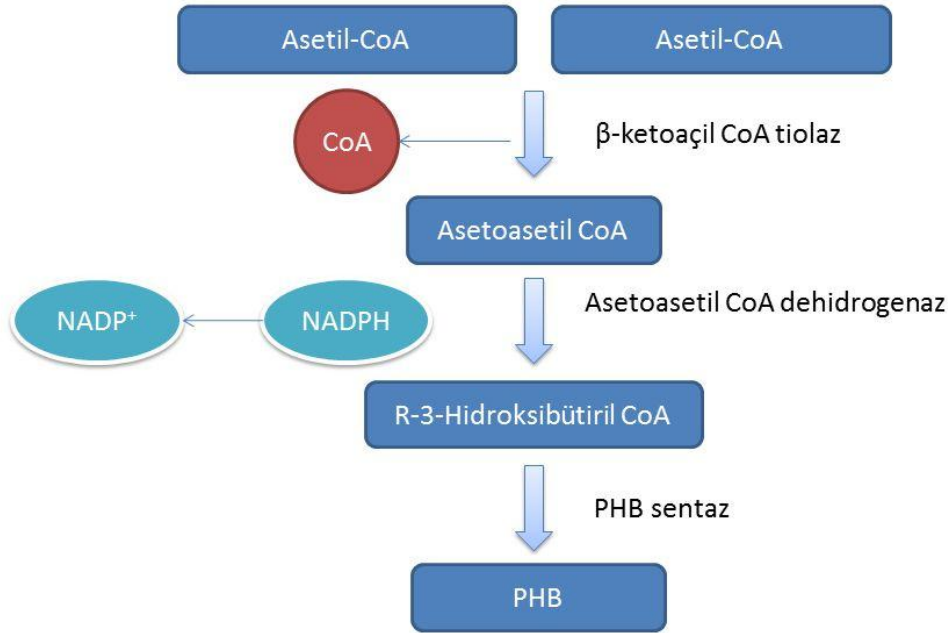 Asetil-CoA
Asetil-CoA
CoA
β-ketoaçil CoA tiolaz
Asetoasetil CoA
Asetoasetil CoA dehidrogenaz
NADP⁺
NADPH
R-3-Hidroksibütiril CoA
PHB sentaz
PHB